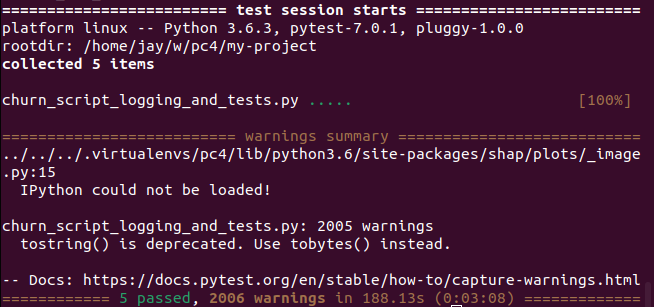 ========================= test session starts =========================
platform linux -- Python 3.6.3, pytest-7.0.1, pluggy-1.0.0
rootdir: /home/jay/w/pc4/my-project
collected 5 items
churn_script_logging_and_tests.py ..... [100%]
========================== warnings summary ===========================
../../../.virtualenvs/pc4/lib/python3.6/site-packages/shap/plots/_image
.py:15
IPython could not be loaded!
churn_script_logging_and_tests.py: 2005 warnings
tostring() is deprecated. Use tobytes() instead.
-- Docs: https://docs.pytest.org/en/stable/how-to/capture-warnings.html
============ 5 passed, 2006 warnings in 188.13s (0:03:08) =============